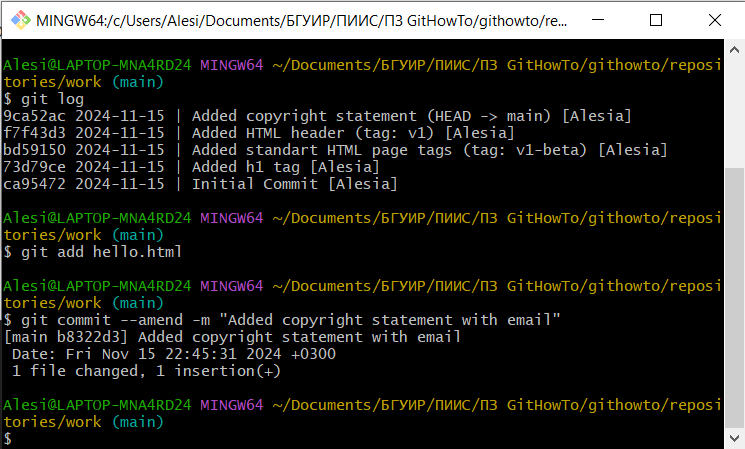 MINGW64:/c/Users/Alesi/Documents/БГУИР/ПИИС/ПЗ GitHowTo/githowto/re...
Alesi@LAPTOP-MNA4RD24 MINGW64 ~/Documents/БГУИР/ПИИС/ПЗ GitHowTo/githowto/reposi
tories/work (main)
$ git log
9ca52ac 2024-11-15 | Added copyright statement (HEAD -> main) [Alesia]
f7f43d3 2024-11-15 | Added HTML header (tag: v1) [Alesia]
bd59150 2024-11-15 | Added standart HTML page tags (tag: v1-beta) [Alesia]
73d79ce 2024-11-15 | Added h1 tag [Alesia]
ca95472 2024-11-15 | Initial Commit [Alesia]
Alesi@LAPTOP-MNA4RD24 MINGW64 ~/Documents/БГУИР/ПИИС/ПЗ GitHowTo/githowto/reposi
tories/work (main)
$ git add hello.html
Alesi@LAPTOP-MNA4RD24 MINGW64 ~/Documents/БГУИР/ПИИС/ПЗ GitHowTo/githowto/reposi
tories/work (main)
$ git commit --amend -m "Added copyright statement with email"
[main b8322d3] Added copyright statement with email
 Date: Fri Nov 15 22:45:31 2024 +0300
 1 file changed, 1 insertion(+)
Alesi@LAPTOP-MNA4RD24 MINGW64 ~/Documents/БГУИР/ПИИС/ПЗ GitHowTo/githowto/reposi
tories/work (main)
$